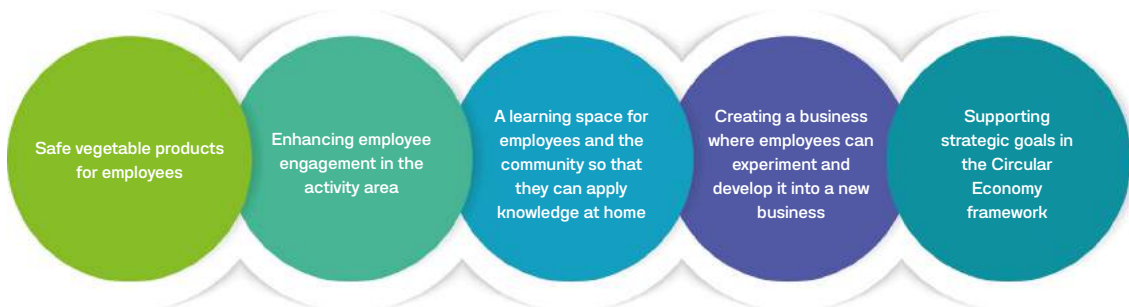 Safe vegetable products
for employees
Enhancing employee
engagement in the
activity area
A learning space for
employees and the
community so that
they can apply
knowledge at home
Creating a business
where employees can
experiment and
develop it into a new
business
Supporting
strategic goals in
the Circular
Economy
framework